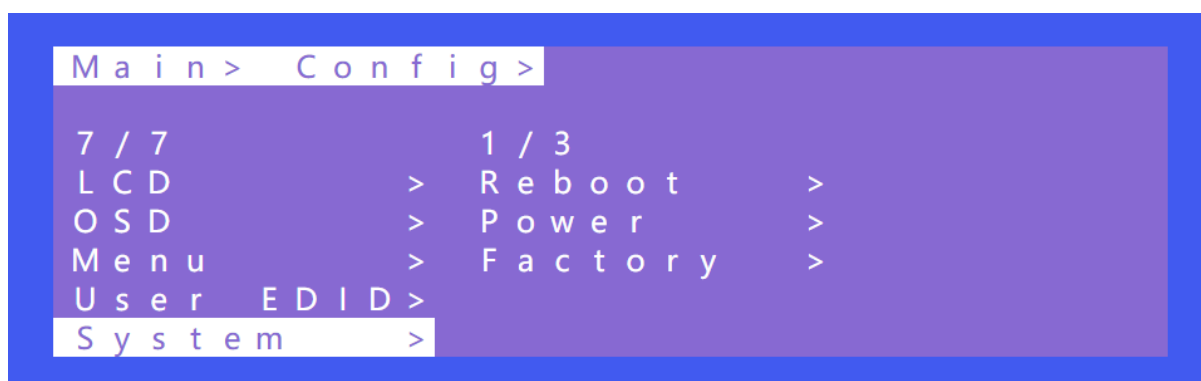 Main> Config>
7/7 1/3
LCD > Reboot >
OSD > Power >
Menu > Factory >
User EDID>
System >